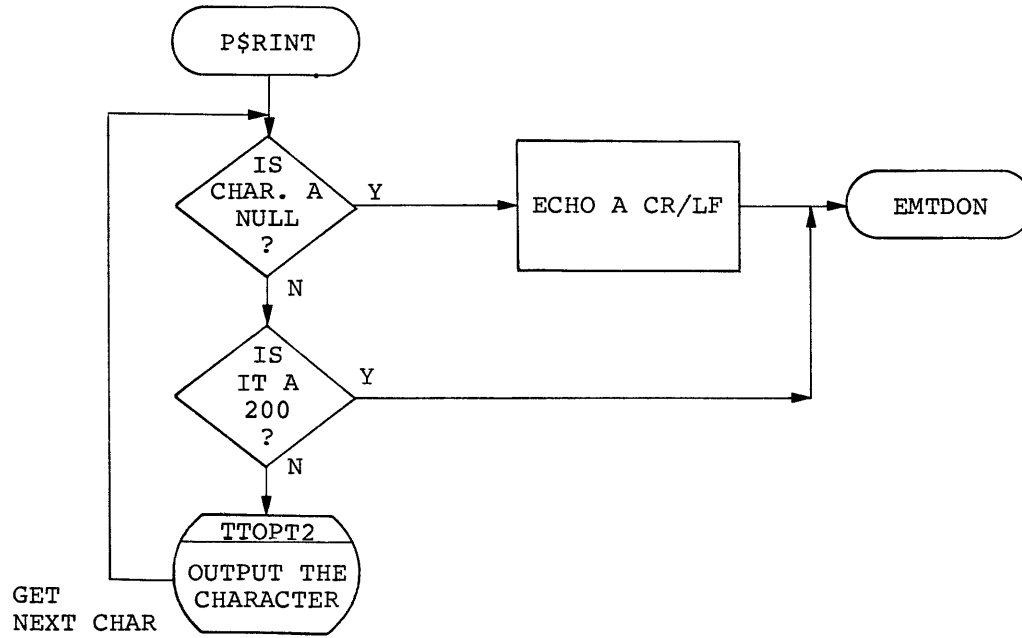 P$RINT
IS
CHAR. A
NULL
?
Y
ECHO A CR/LF
EMTDON
N
IS
IT A
200
?
Y
N
TTOPT2
OUTPUT THE
CHARACTER
GET
NEXT CHAR